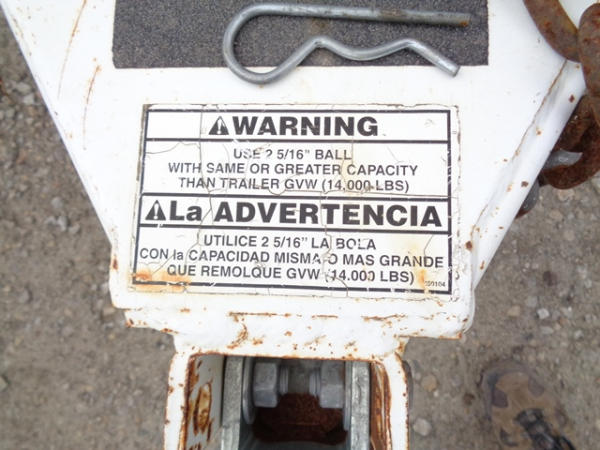 WARNING
USE 2 5/16" BALL
WITH SAME OR GREATER CAPACITY
THAN TRAILER GVW (14,000 LBS)
La ADVERTENCIA
UTILICE 2 5/16" LA BOLA
CON la CAPACIDAD MISMA O MAS GRANDE
QUE REMOLQUE GVW (14.000 LBS)